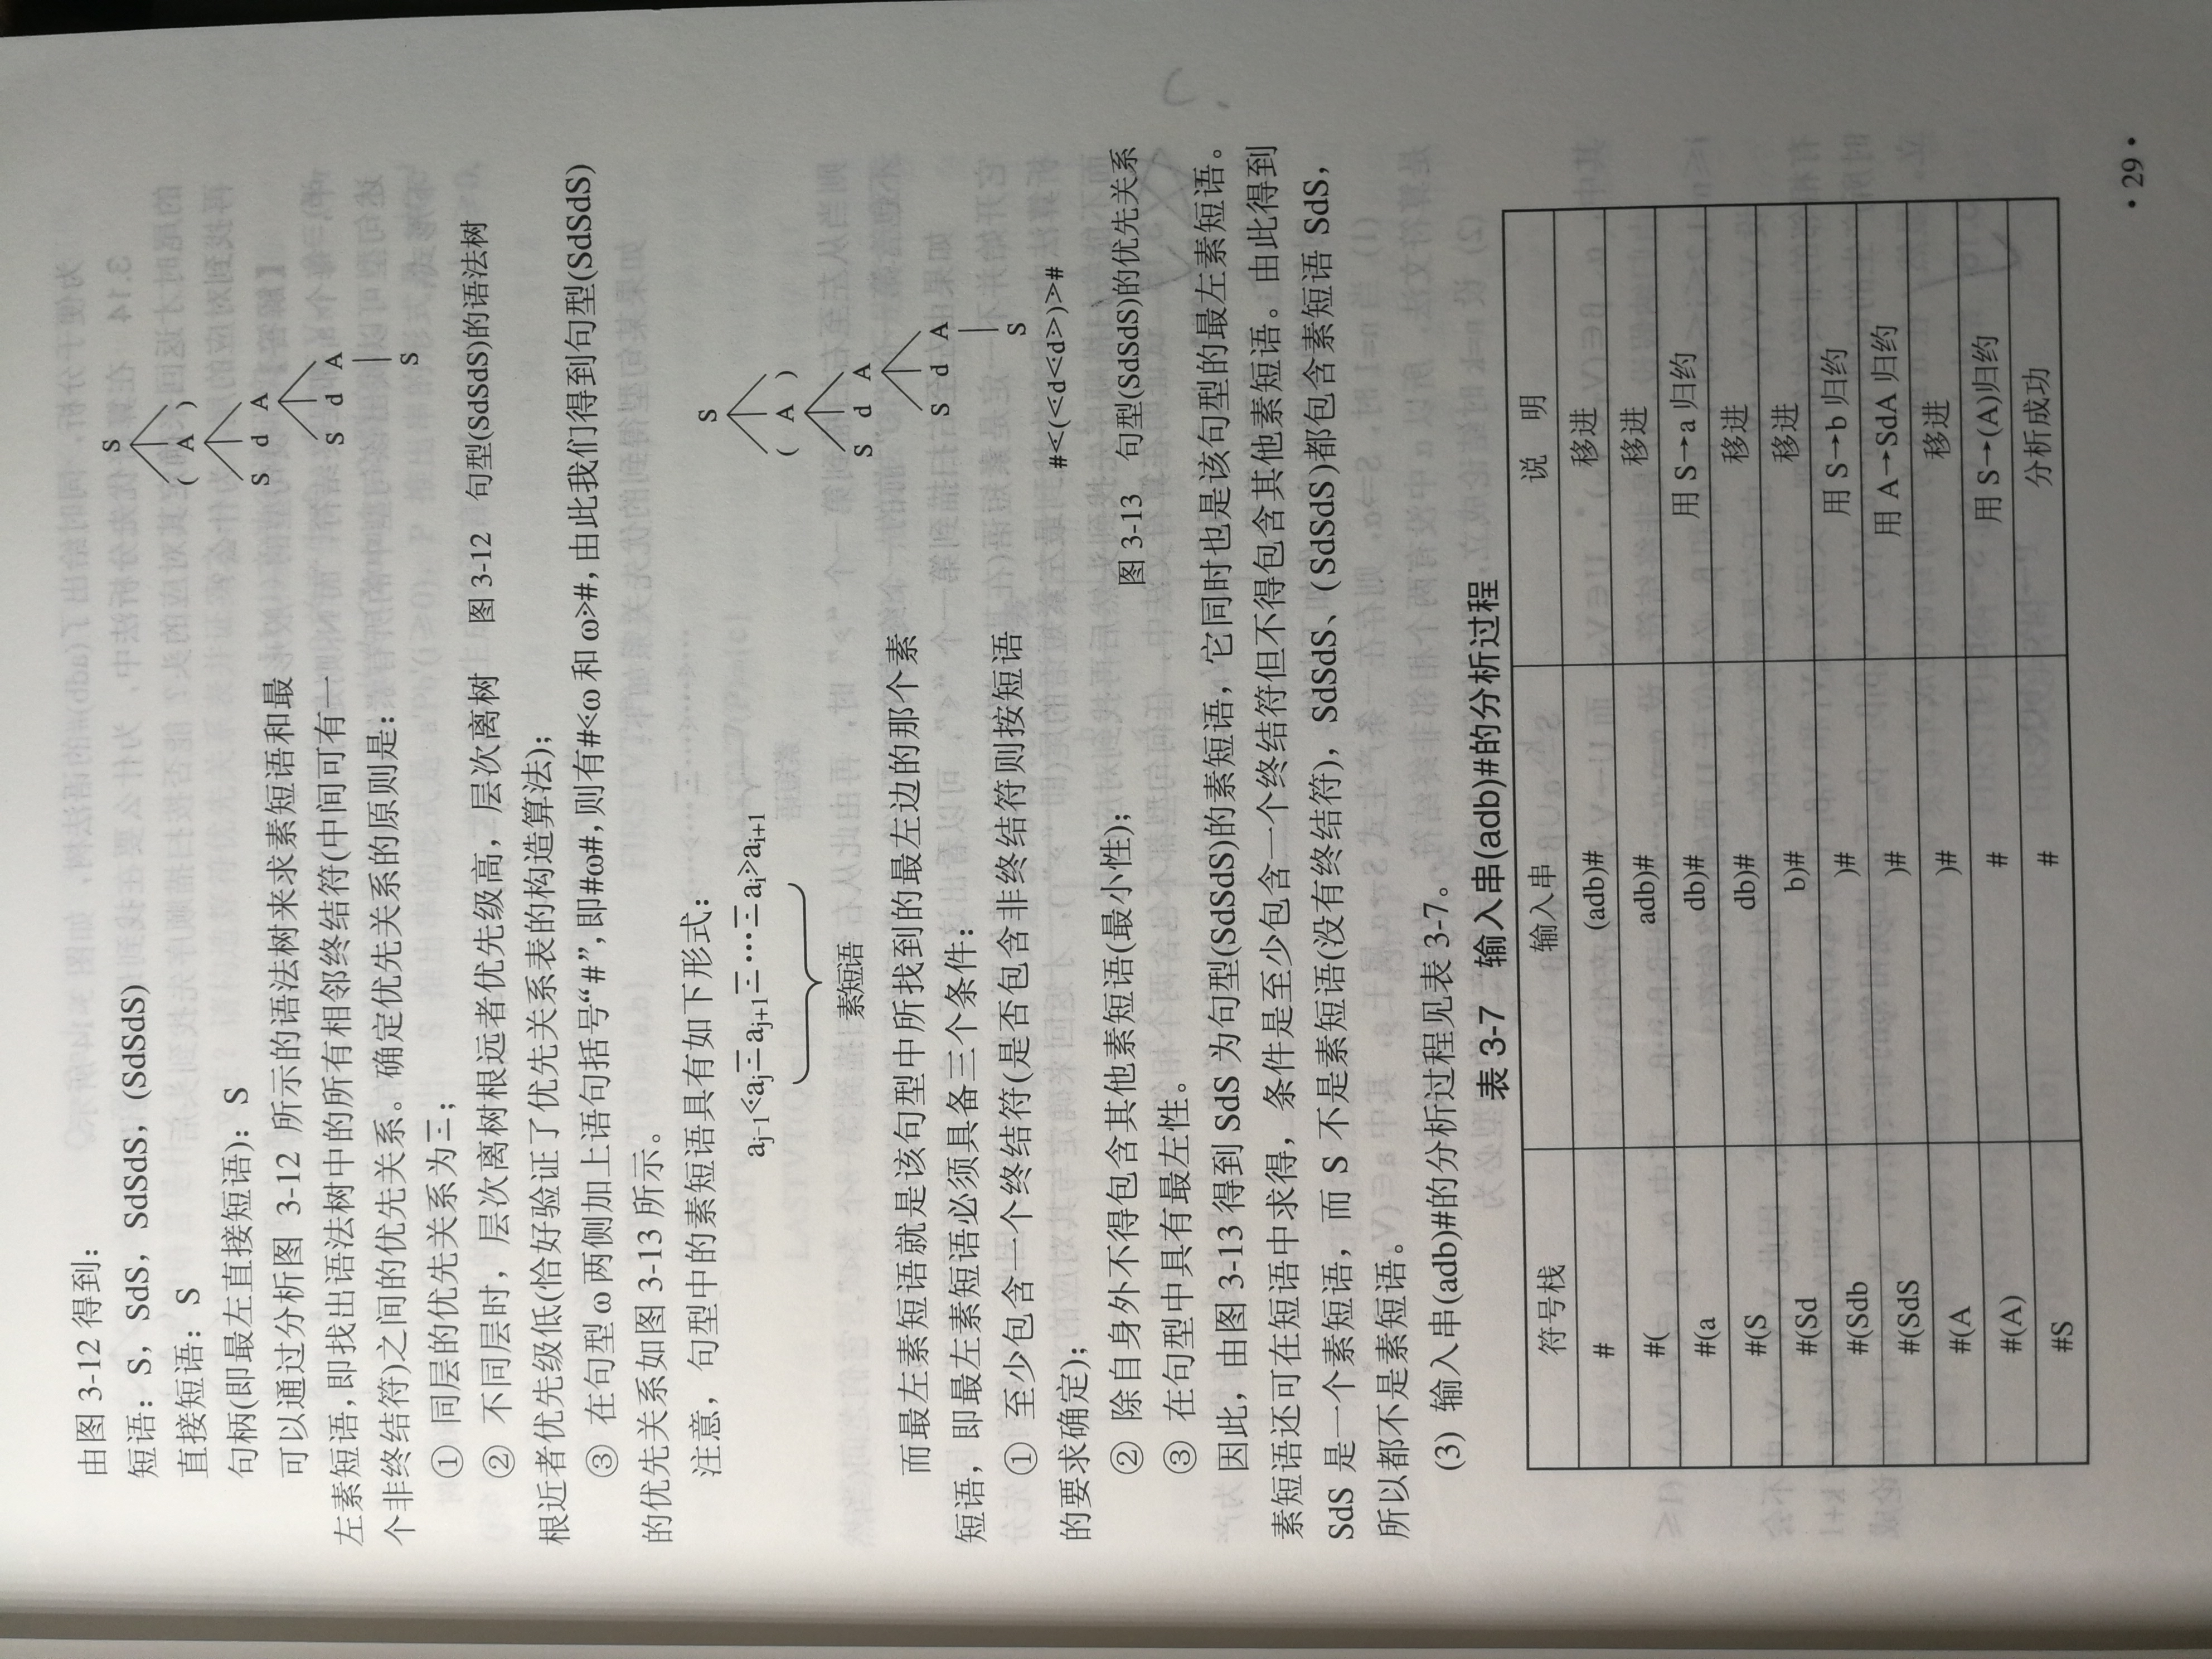 由图 3-12 得到：
短语：S，SdS，SdSdS，(SdSdS)
直接短语：S
句柄(即最左直接短语)：S
S
( A )
S d A
S d A
S
图 3-12 句型(SdSdS)的语法树
可以通过分析图 3-12 所示的语法树来求素短语和最
左素短语，即找出语法树中的所有相邻终结符(中间可有一
个非终结符)之间的优先关系。确定优先关系的原则是：
① 同层的优先关系为≖；
② 不同层时，层次离树根远者优先级高，层次离树
根近者优先级低(恰好验证了优先关系表的构造算法)；
③ 在句型 ω 两侧加上语句括号“#”，即#ω#，则有#⋖ω 和 ω⋗#，由此我们得到句型(SdSdS)
的优先关系如图 3-13 所示。
注意，句型中的素短语具有如下形式：
aj-1⋖aj≖aj+1≖…≖ai⋗ai+1
素短语
S
( A )
S d A
S d A
S
#⋖(⋖d⋖d⋗)⋗#
图 3-13 句型(SdSdS)的优先关系
而最左素短语就是该句型中所找到的最左边的那个素
短语，即最左素短语必须具备三个条件：
① 至少包含一个终结符(是否包含非终结符则按短语
的要求确定)；
② 除自身外不得包含其他素短语(最小性)；
③ 在句型中具有最左性。
因此，由图 3-13 得到 SdS 为句型(SdSdS)的素短语，它同时也是该句型的最左素短语。
素短语还可在短语中求得，条件是至少包含一个终结符但不得包含其他素短语。由此得到
SdS 是一个素短语，而 S 不是素短语(没有终结符)，SdSdS、(SdSdS)都包含素短语 SdS，
所以都不是素短语。
(3) 输入串(adb)#的分析过程见表 3-7。
表 3-7 输入串(adb)#的分析过程
符号栈 输入串 说 明
# (adb)# 移进
#( adb)# 移进
#(a db)# 用 S→a 归约
#(S db)# 移进
#(Sd b)# 移进
#(Sdb )# 用 S→b 归约
#(SdS )# 用 A→SdA 归约
#(A )# 移进
#(A) # 用 S→(A)归约
#S # 分析成功
· 29 ·